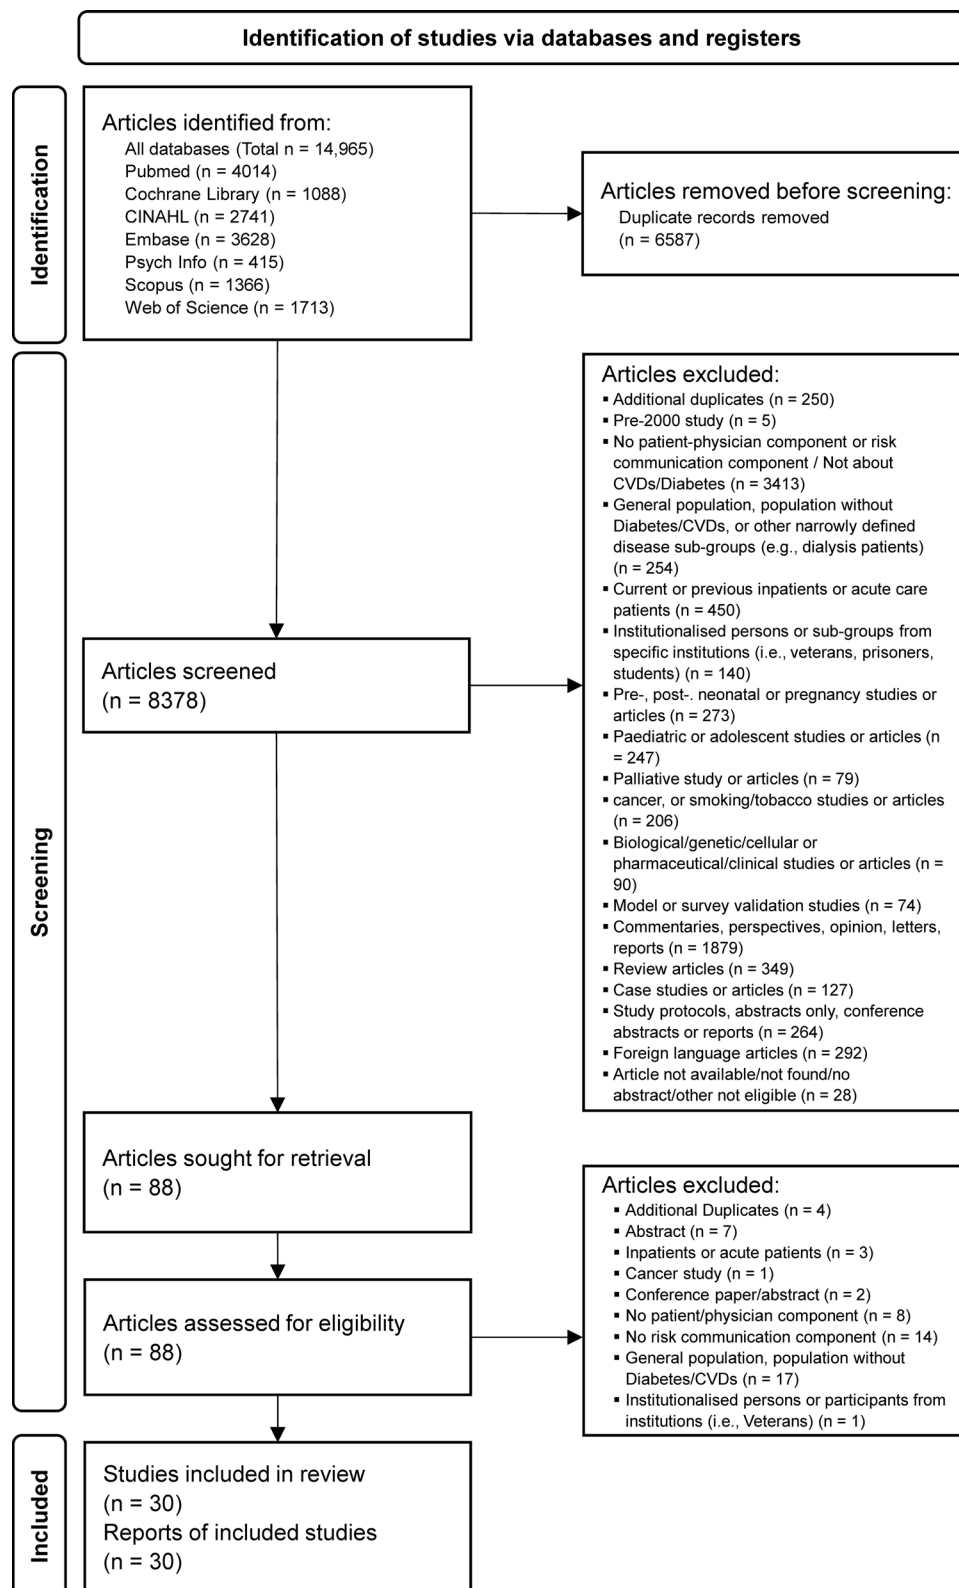 Identification of studies via databases and registers
Identification
Articles identified from:
All databases (Total n = 14,965)
Pubmed (n = 4014)
Cochrane Library (n = 1088)
CINAHL (n = 2741)
Embase (n = 3628)
Psych Info (n = 415)
Scopus (n = 1366)
Web of Science (n = 1713)
Articles removed before screening:
Duplicate records removed
(n = 6587)
Screening
Articles screened
(n = 8378)
Articles excluded:
▪ Additional duplicates (n = 250)
▪ Pre-2000 study (n = 5)
▪ No patient-physician component or risk
communication component / Not about
CVDs/Diabetes (n = 3413)
▪ General population, population without
Diabetes/CVDs, or other narrowly defined
disease sub-groups (e.g., dialysis patients)
(n = 254)
▪ Current or previous inpatients or acute care
patients (n = 450)
▪ Institutionalised persons or sub-groups from
specific institutions (i.e., veterans, prisoners,
students) (n = 140)
▪ Pre-, post-. neonatal or pregnancy studies or
articles (n = 273)
▪ Paediatric or adolescent studies or articles (n
= 247)
▪ Palliative study or articles (n = 79)
▪ cancer, or smoking/tobacco studies or articles
(n = 206)
▪ Biological/genetic/cellular or
pharmaceutical/clinical studies or articles (n =
90)
▪ Model or survey validation studies (n = 74)
▪ Commentaries, perspectives, opinion, letters,
reports (n = 1879)
▪ Review articles (n = 349)
▪ Case studies or articles (n = 127)
▪ Study protocols, abstracts only, conference
abstracts or reports (n = 264)
▪ Foreign language articles (n = 292)
▪ Article not available/not found/no
abstract/other not eligible (n = 28)
Articles sought for retrieval
(n = 88)
Articles assessed for eligibility
(n = 88)
Articles excluded:
▪ Additional Duplicates (n = 4)
▪ Abstract (n = 7)
▪ Inpatients or acute patients (n = 3)
▪ Cancer study (n = 1)
▪ Conference paper/abstract (n = 2)
▪ No patient/physician component (n = 8)
▪ No risk communication component (n = 14)
▪ General population, population without
Diabetes/CVDs (n = 17)
▪ Institutionalised persons or participants from
institutions (i.e., Veterans) (n = 1)
Included
Studies included in review
(n = 30)
Reports of included studies
(n = 30)